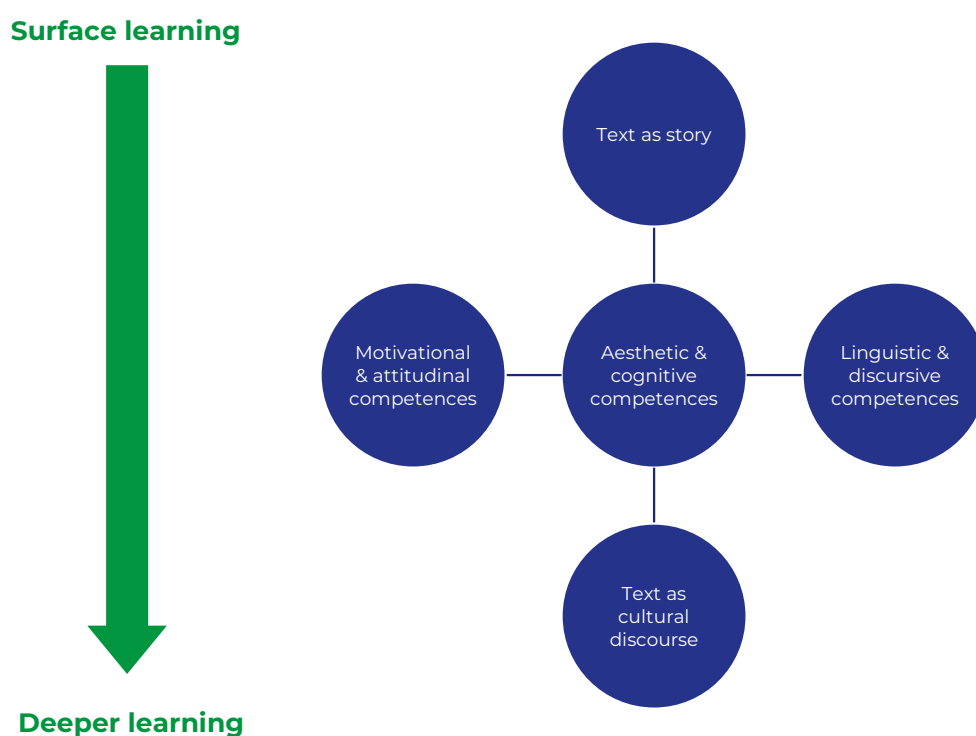 Surface learning
Text as story
Motivational
& attitudinal
competences
Aesthetic &
cognitive
competences
Linguistic &
discursive
competences
Text as
cultural
discourse
Deeper learning